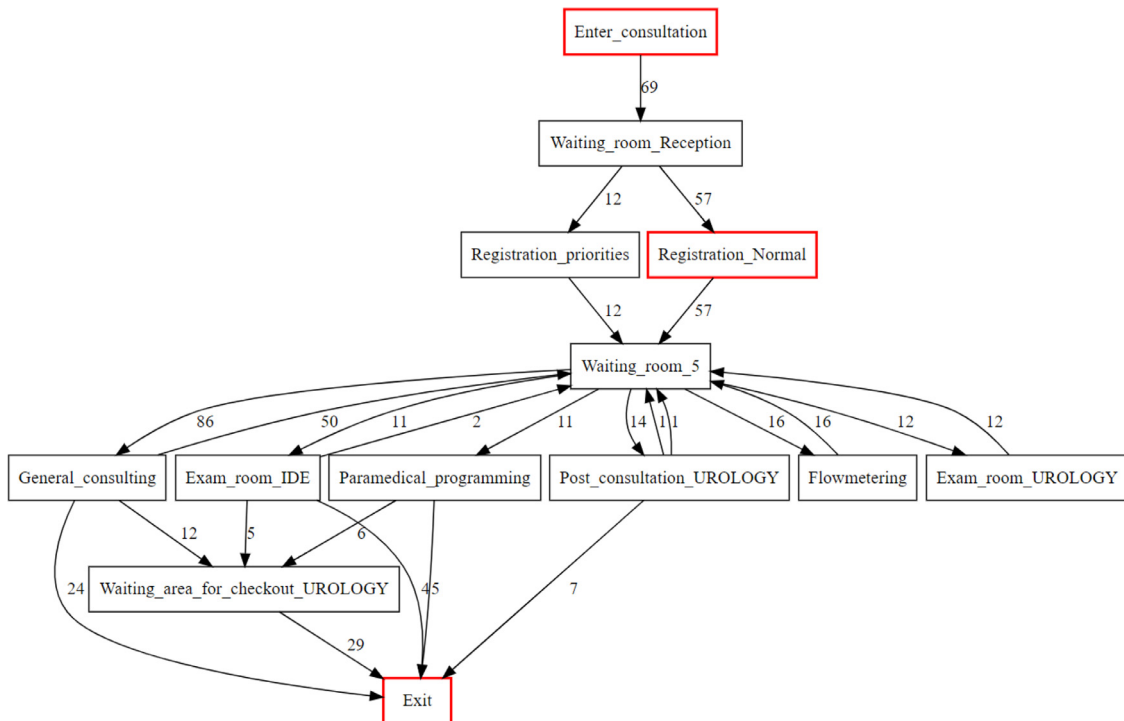 Enter_consultation
69
Waiting_room_Reception
12 57
Registration_priorities Registration_Normal
12 57
Waiting_room_5
86 50 11 2 11 14 1 1 16 16 12 12
General_consulting Exam_room_IDE Paramedical_programming Post_consultation_UROLOGY Flowmetering Exam_room_UROLOGY
12 5 6
24 Waiting_area_for_checkout_UROLOGY 4 5 7
29
Exit